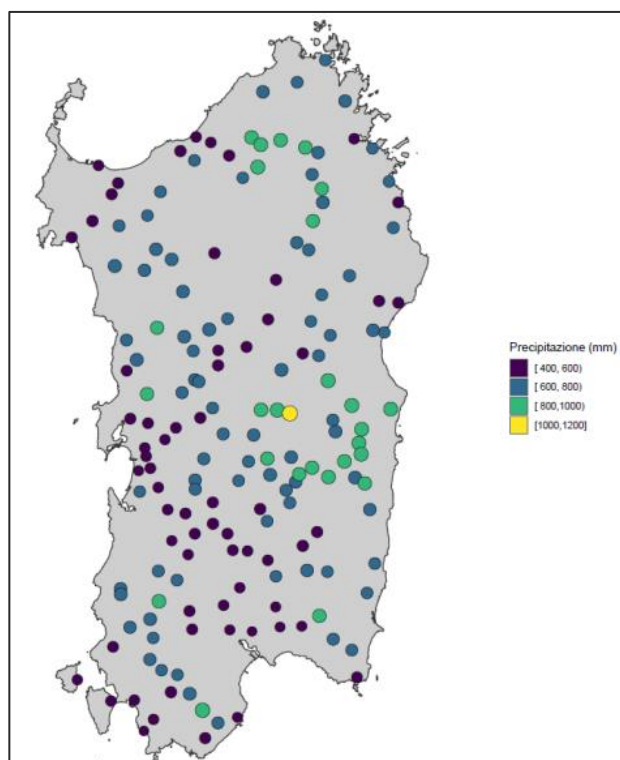 Precipitazione (mm)
[ 400, 600)
[ 600, 800)
[ 800,1000)
[1000,1200]